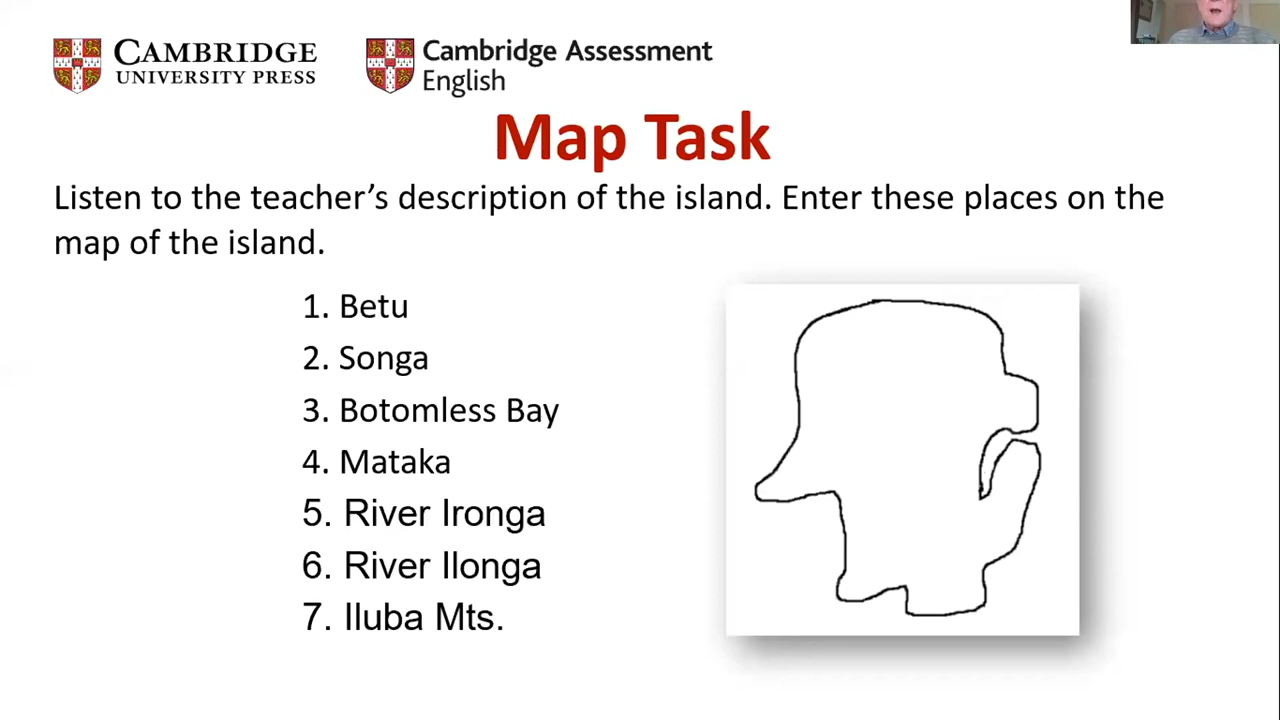 CAMBRIDGE
UNIVERSITY PRESS
Cambridge Assessment
English
Map Task
Listen to the teacher’s description of the island. Enter these places on the
map of the island.
1. Betu
2. Songa
3. Botomless Bay
4. Mataka
5. River Ironga
6. River Ilonga
7. Iluba Mts.